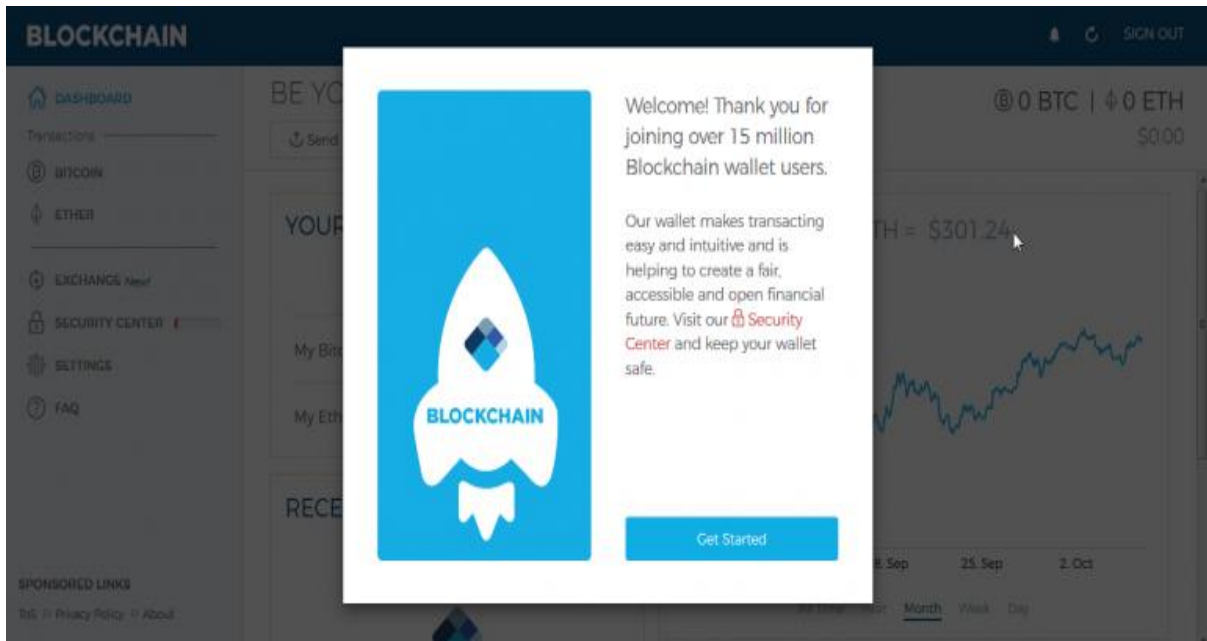 BLOCKCHAIN
SIGN OUT
DASHBOARD
Transactions
BITCOIN
ETHER
EXCHANGE New!
SECURITY CENTER
SETTINGS
FAQ
SPONSORED LINKS
ToS Privacy Policy About
BE YO
Send
0 BTC | 0 ETH
$0.00
YOUR
My Bitc
My Eth
RECE
TH = $301.24
Welcome! Thank you for
joining over 15 million
Blockchain wallet users.
Our wallet makes transacting
easy and intuitive and is
helping to create a fair,
accessible and open financial
future. Visit our Security
Center and keep your wallet
safe.
BLOCKCHAIN
Get Started
Sep 25. Sep 2. Oct
Month Week Day